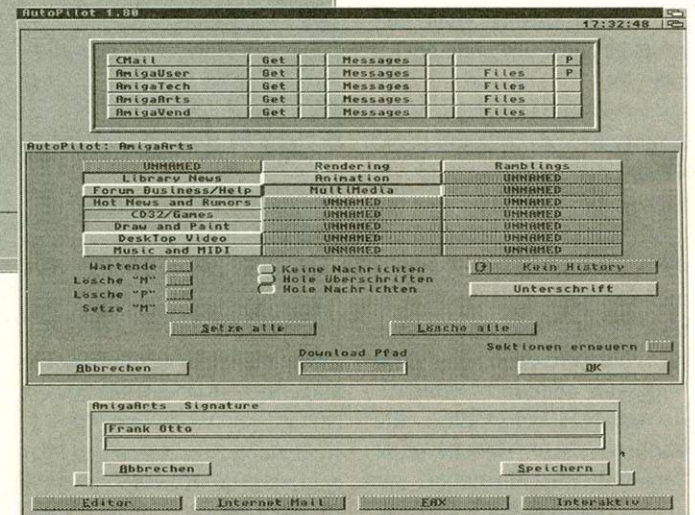 AutoPilot 1.80
17:32:48
CMail Get Messages P
AmigaUser Get Messages Files P
AmigaTech Get Messages Files
AmigaArts Get Messages Files
AmigaVend Get Messages Files
AutoPilot: AmigaArts
UNNAMED Rendering Ramblings
Library News Animation UNNAMED
Forum Business/Help MultiMedia UNNAMED
Hot News and Rumors UNNAMED UNNAMED
CD32/Games UNNAMED UNNAMED
Draw and Paint UNNAMED UNNAMED
DeskTop Video UNNAMED UNNAMED
Music and MIDI UNNAMED UNNAMED
Wartende Keine Nachrichten Kein History
Lösche "M" Hole Überschriften
Lösche "P" Hole Nachrichten Unterschrift
Setze "M"
Setze alle Lösche alle
Download Pfad Sektionen erneuern
Abbrechen OK
AmigaArts Signature
Frank Otto
Abbrechen Speichern
Editor Internet Mail FAX Interaktiv